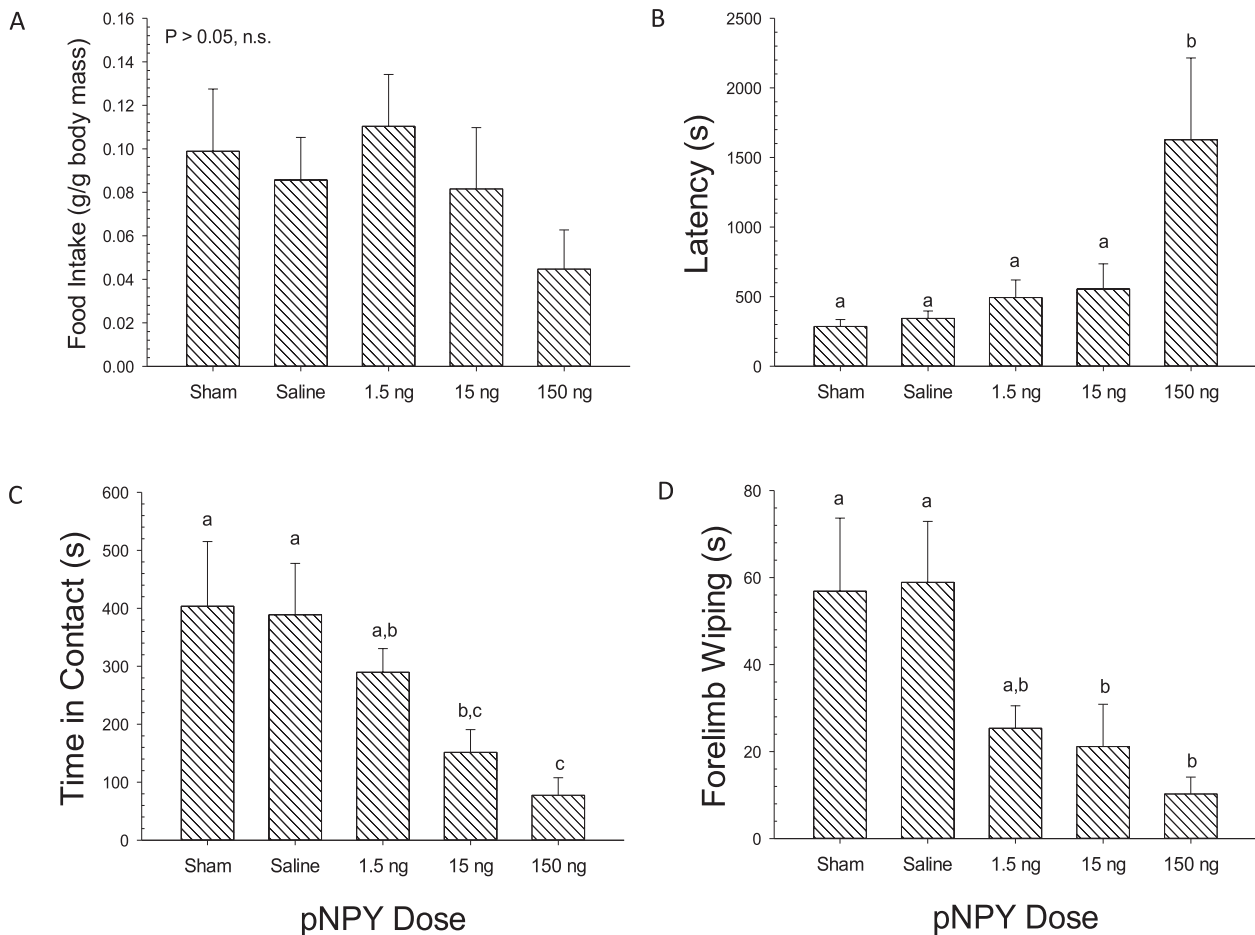 A
P > 0.05, n.s.
Food Intake (g/g body mass)
0.16
0.14
0.12
0.10
0.08
0.06
0.04
0.02
0.00
Sham Saline 1.5 ng 15 ng 150 ng
B
Latency (s)
2500
2000
1500
1000
500
0
a a a a b
Sham Saline 1.5 ng 15 ng 150 ng
C
Time in Contact (s)
600
500
400
300
200
100
0
a a a,b b,c c
Sham Saline 1.5 ng 15 ng 150 ng
pNPY Dose
D
Forelimb Wiping (s)
80
60
40
20
0
a a a,b b b
Sham Saline 1.5 ng 15 ng 150 ng
pNPY Dose